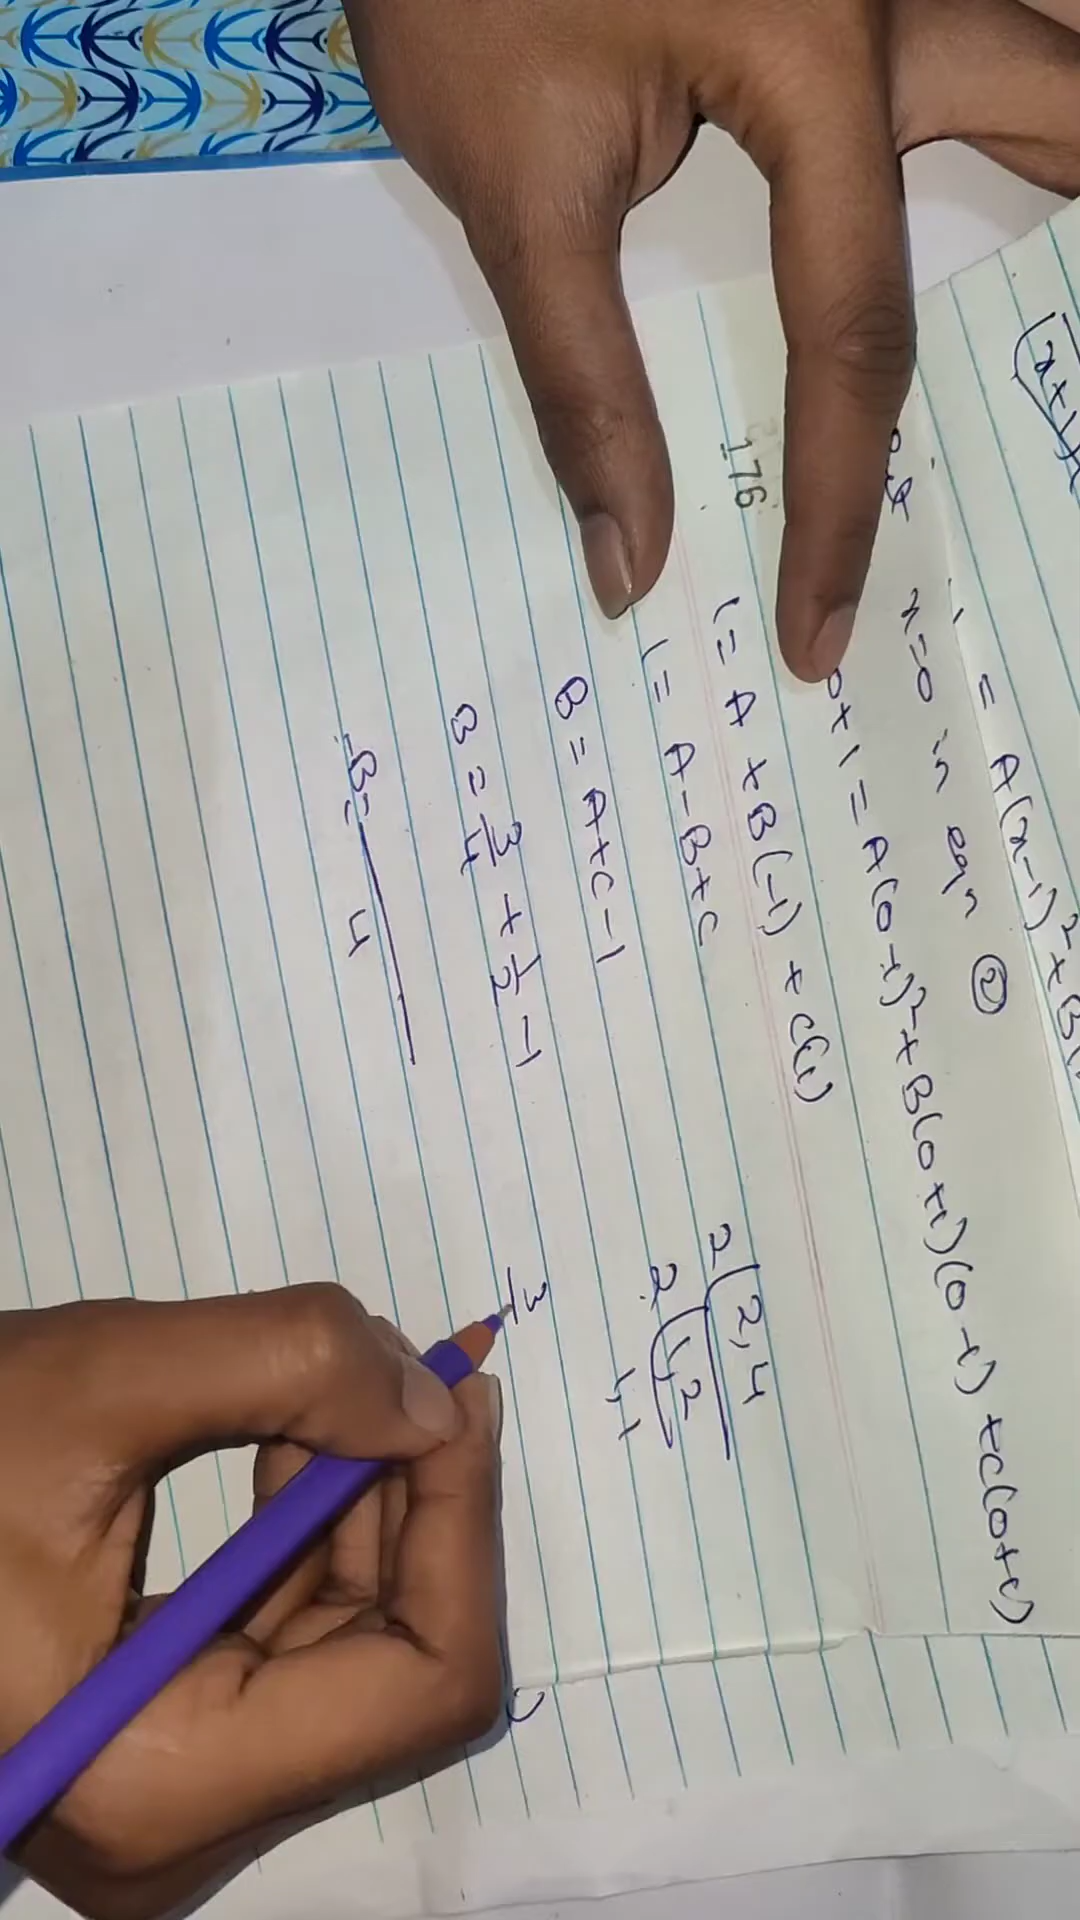 (x+1)(
1 = A(x-1)² + B(
x=0 in eqn ②
0+1 = A(0-1)² + B(0+1)(0-1) + C(0+1)
176
1 = A + B(-1) + C(1)
1 = A - B + C
B = A + C - 1
B = 3/4 + 1/2 - 1
B = ___/4
2 | 2, 4
2 | 1, 2
1, 1
3